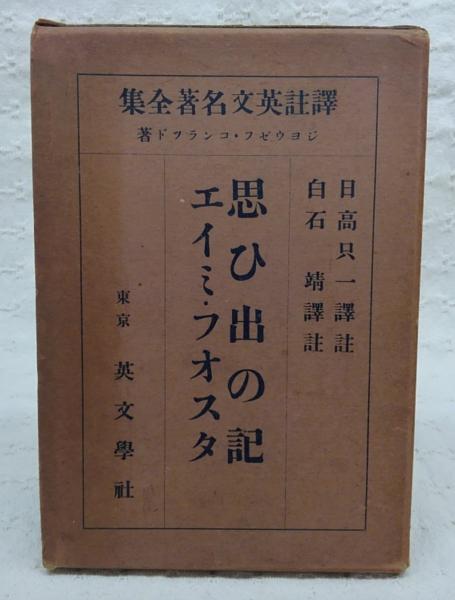 譯註英文名著全集
ジヨウゼフ・コンラツド著
日高只一譯註
白石靖譯註
思ひ出の記
エイミ・フオスタ
東京 英文學社